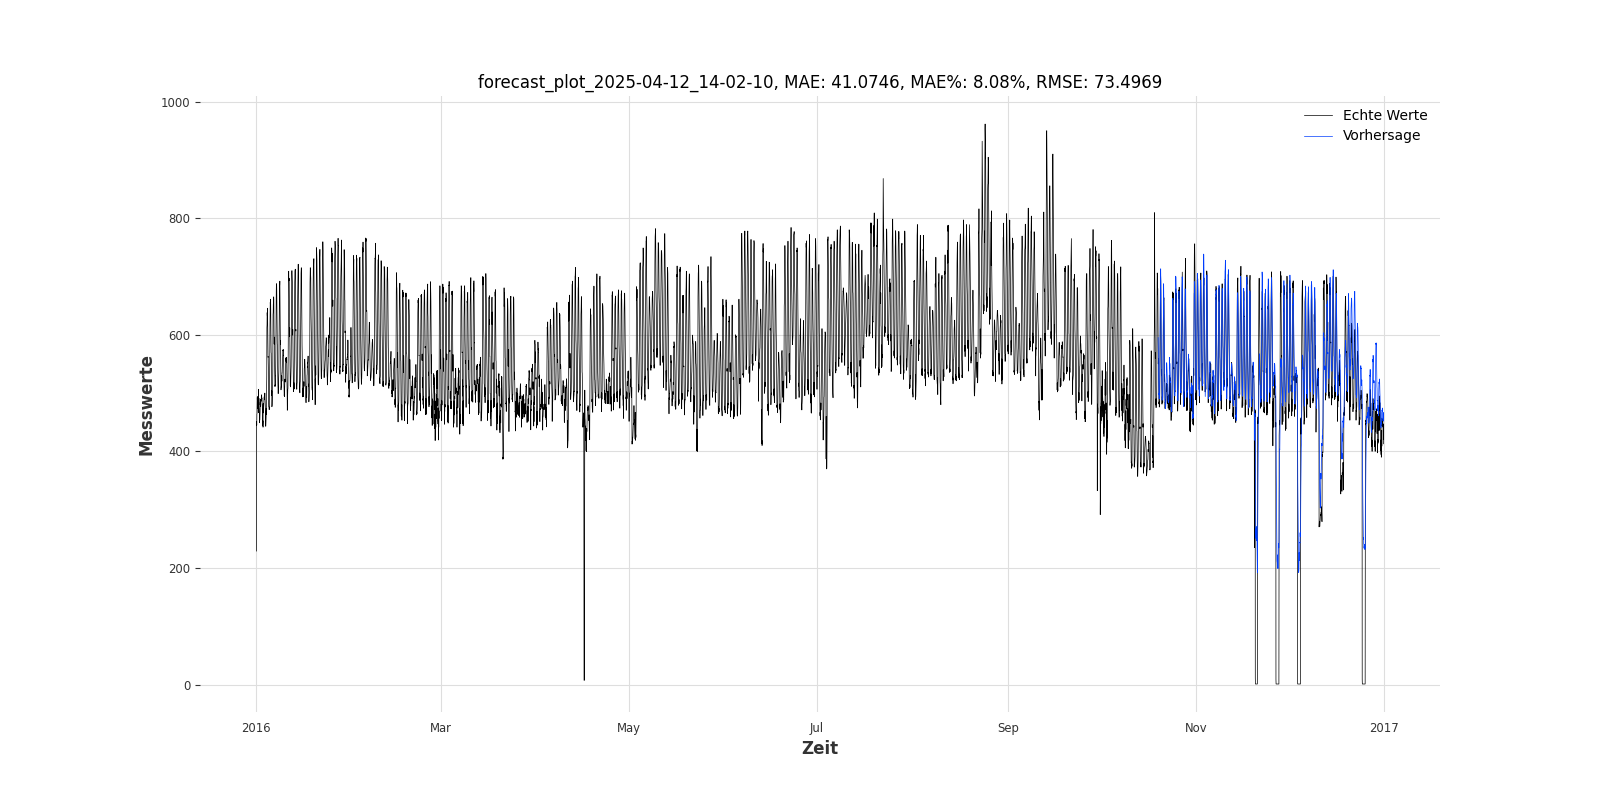 forecast_plot_2025-04-12_14-02-10, MAE: 41.0746, MAE%: 8.08%, RMSE: 73.4969
Echte Werte
Vorhersage
1000
800
600
400
200
0
Messwerte
2016
Mar
May
Jul
Sep
Nov
2017
Zeit